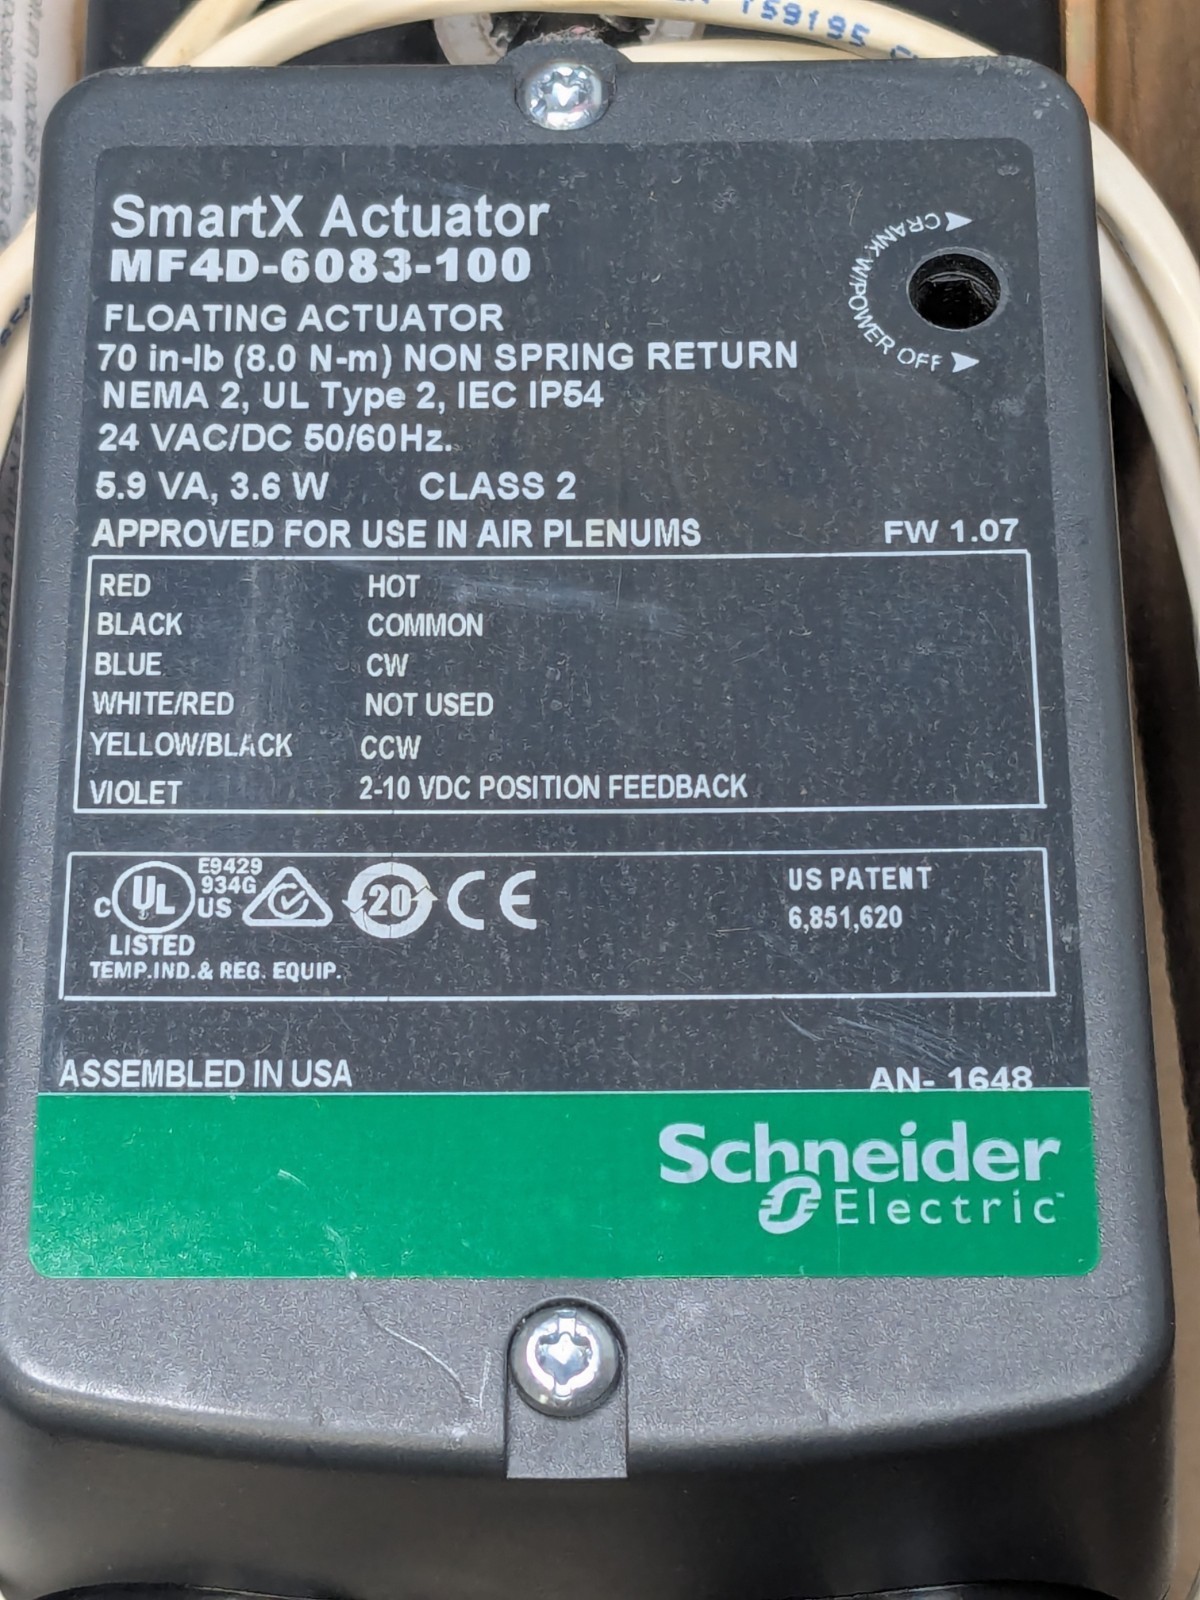 159195
SmartX Actuator
MF4D-6083-100
CRANK W/POWER OFF
FLOATING ACTUATOR
70 in-lb (8.0 N-m) NON SPRING RETURN
NEMA 2, UL Type 2, IEC IP54
24 VAC/DC 50/60Hz.
5.9 VA, 3.6 W CLASS 2
APPROVED FOR USE IN AIR PLENUMS FW 1.07
RED HOT
BLACK COMMON
BLUE CW
WHITE/RED NOT USED
YELLOW/BLACK CCW
VIOLET 2-10 VDC POSITION FEEDBACK
E9429
934G
C UL US
20
CE
LISTED
TEMP.IND.& REG. EQUIP.
US PATENT
6,851,620
ASSEMBLED IN USA AN- 1648
Schneider
Electric™